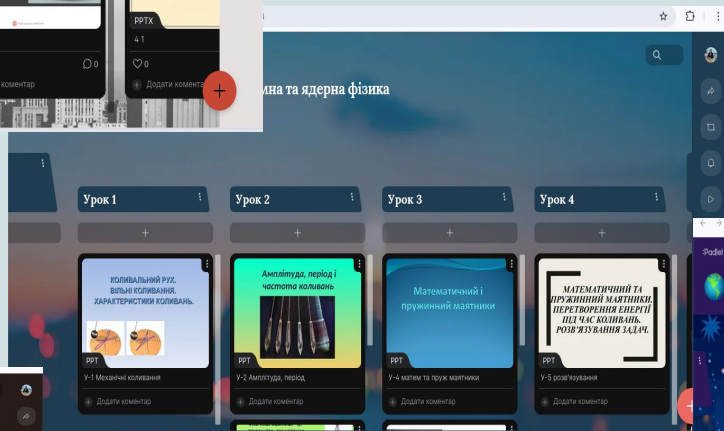 PPTX
4 1
0
0
коментар
Додати комента
мна та ядерна фізика
Урок 1
Урок 2
Урок 3
Урок 4
КОЛИВАЛЬНИЙ РУХ.
ВІЛЬНІ КОЛИВАННЯ.
ХАРАКТЕРИСТИКИ КОЛИВАНЬ.
PPT
У-1 Механічні коливання
Додати коментар
Амплітуда, період і
частота коливань
PPT
У-2 Амплітуда, період
Додати коментар
Математичний і
пружинний маятники
PPT
У-4 матем та пруж маятники
Додати коментар
МАТЕМАТИЧНИЙ ТА
ПРУЖИННИЙ МАЯТНИКИ.
ПЕРЕТВОРЕННЯ ЕНЕРГІЇ
ПІД ЧАС КОЛИВАНЬ.
РОЗВ'ЯЗУВАННЯ ЗАДАЧ.
PPT
У-5 розв'язування
Додати коментар
:Padlet